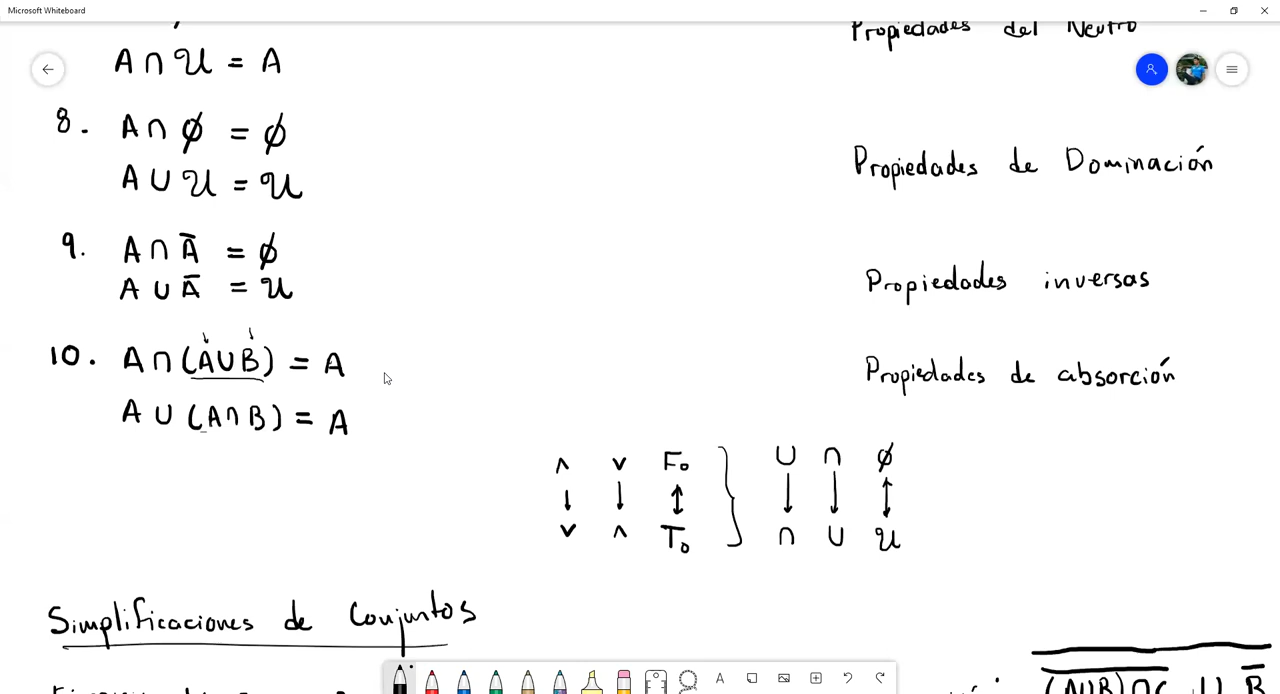 Microsoft Whiteboard
Propiedades del Neutro
A ∩ 𝒰 = A
8. A ∩ ∅ = ∅
A ∪ 𝒰 = 𝒰
Propiedades de Dominación
9. A ∩ Ā = ∅
A ∪ Ā = 𝒰
Propiedades inversas
10. A ∩ (A ∪ B) = A
A ∪ (A ∩ B) = A
Propiedades de absorción
∧ ∨ F₀ } ∪ ∩ ∅
↓ ↓ ↕ ↓ ↓ ↕
∨ ∧ T₀ ∩ ∪ 𝒰
Simplificaciones de Conjuntos
A